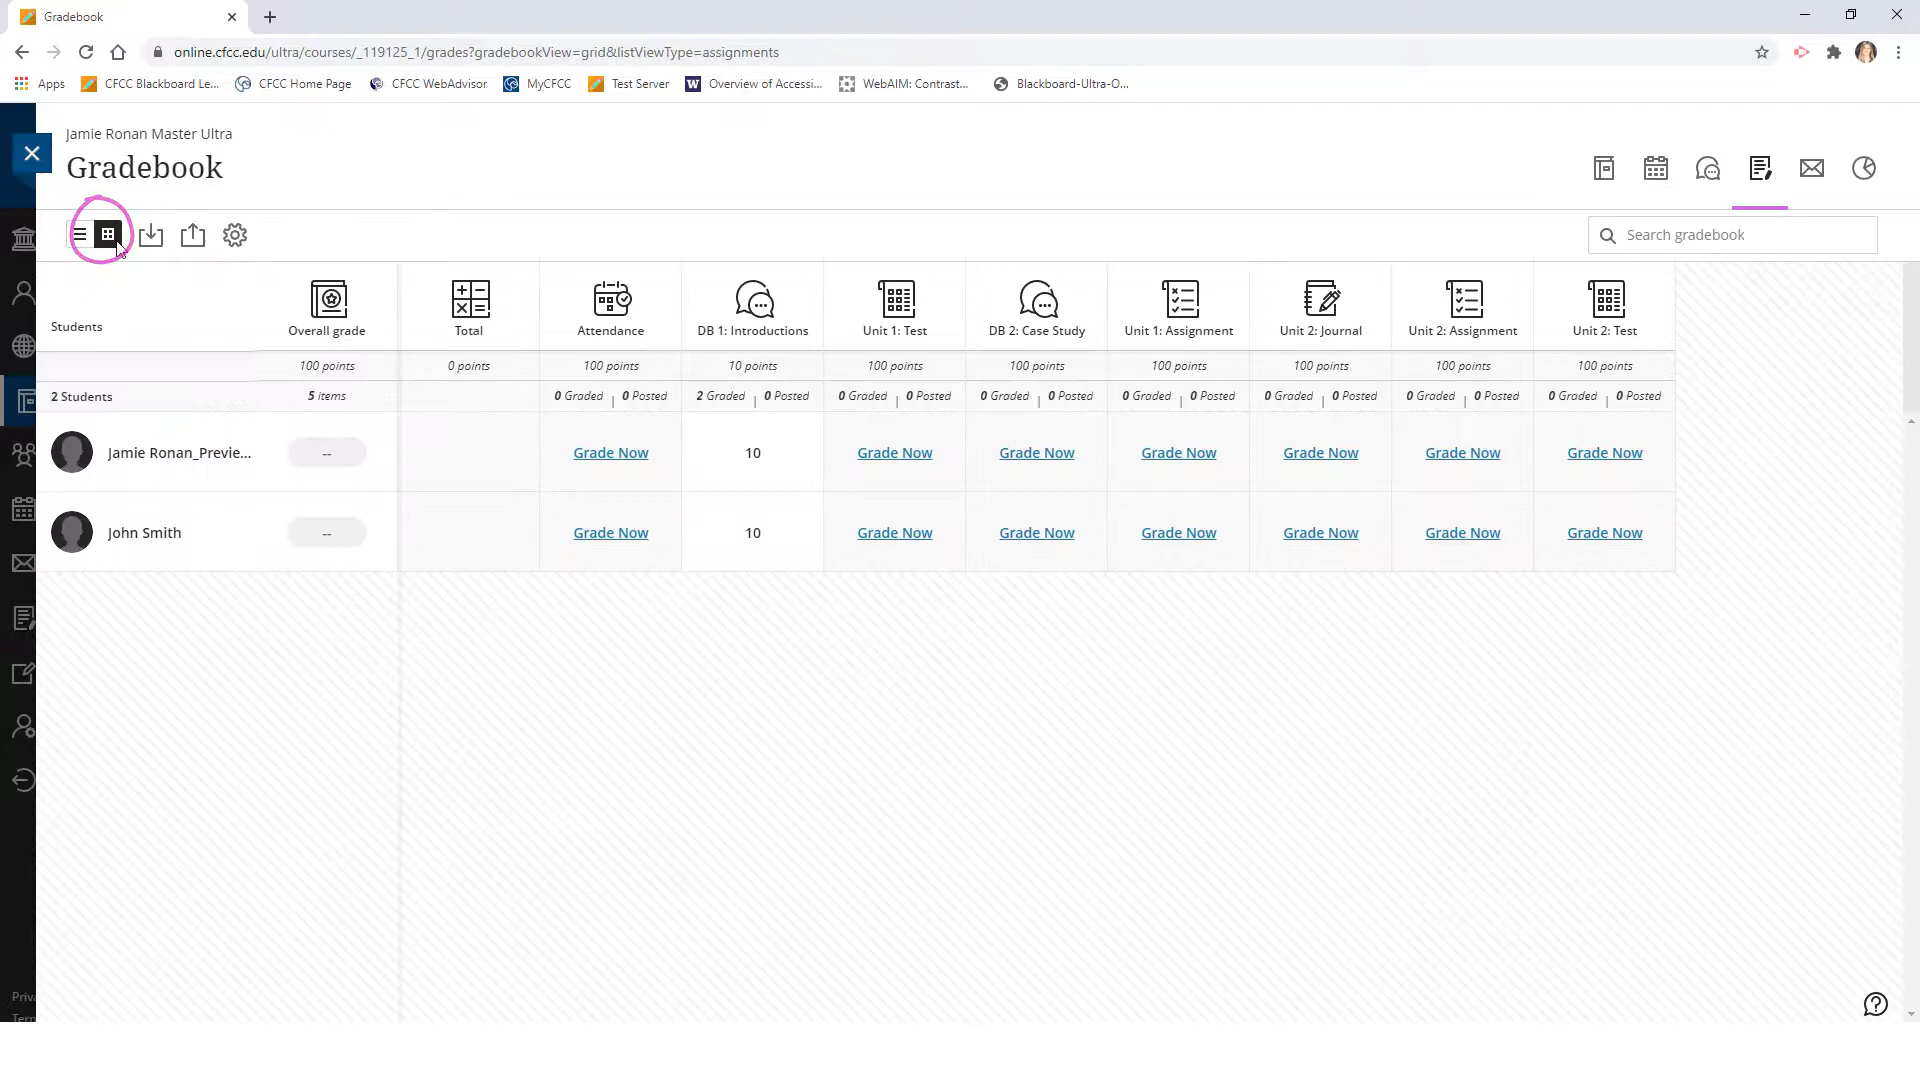 Gradebook
online.cfcc.edu/ultra/courses/_119125_1/grades?gradebookView=grid&listViewType=assignments
Apps CFCC Blackboard Le... CFCC Home Page CFCC WebAdvisor MyCFCC Test Server Overview of Accessi... WebAIM: Contrast... Blackboard-Ultra-O...
Jamie Ronan Master Ultra
Gradebook
Search gradebook
Students Overall grade Total Attendance DB 1: Introductions Unit 1: Test DB 2: Case Study Unit 1: Assignment Unit 2: Journal Unit 2: Assignment Unit 2: Test
100 points 0 points 100 points 10 points 100 points 100 points 100 points 100 points 100 points 100 points
2 Students 5 items 0 Graded | 0 Posted 2 Graded | 0 Posted 0 Graded | 0 Posted 0 Graded | 0 Posted 0 Graded | 0 Posted 0 Graded | 0 Posted 0 Graded | 0 Posted 0 Graded | 0 Posted
Jamie Ronan_Previe... -- Grade Now 10 Grade Now Grade Now Grade Now Grade Now Grade Now Grade Now
John Smith -- Grade Now 10 Grade Now Grade Now Grade Now Grade Now Grade Now Grade Now
Priva
Term